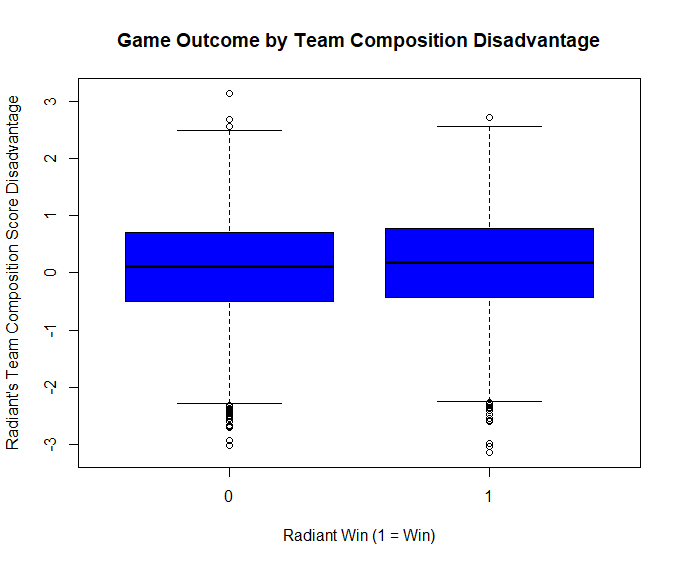 Game Outcome by Team Composition Disadvantage
Radiant's Team Composition Score Disadvantage
3
2
1
0
-1
-2
-3
0 1
Radiant Win (1 = Win)